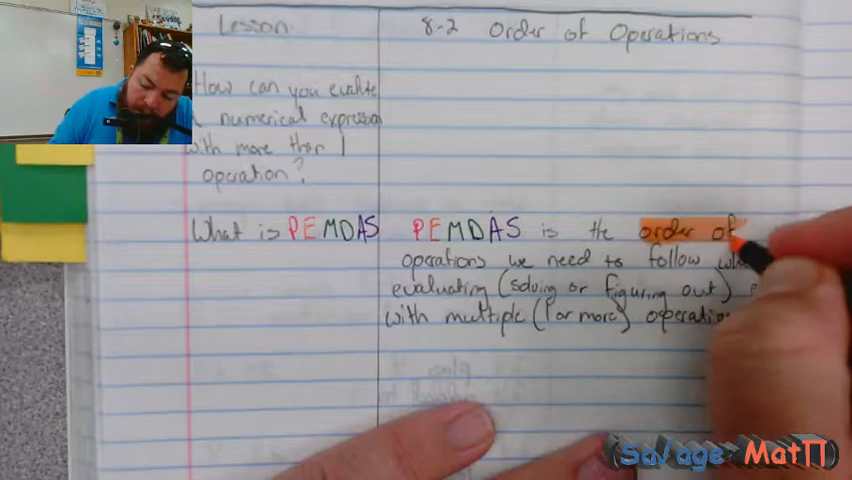 Lesson 8-2 Order of Operations
How can you evalute
numerical expression
with more than 1
operation?
What is PEMDAS PEMDAS is the order of
operations we need to follow
evaluating (solving or figuring out)
with multiple (1 or more)
Savage MatΠ